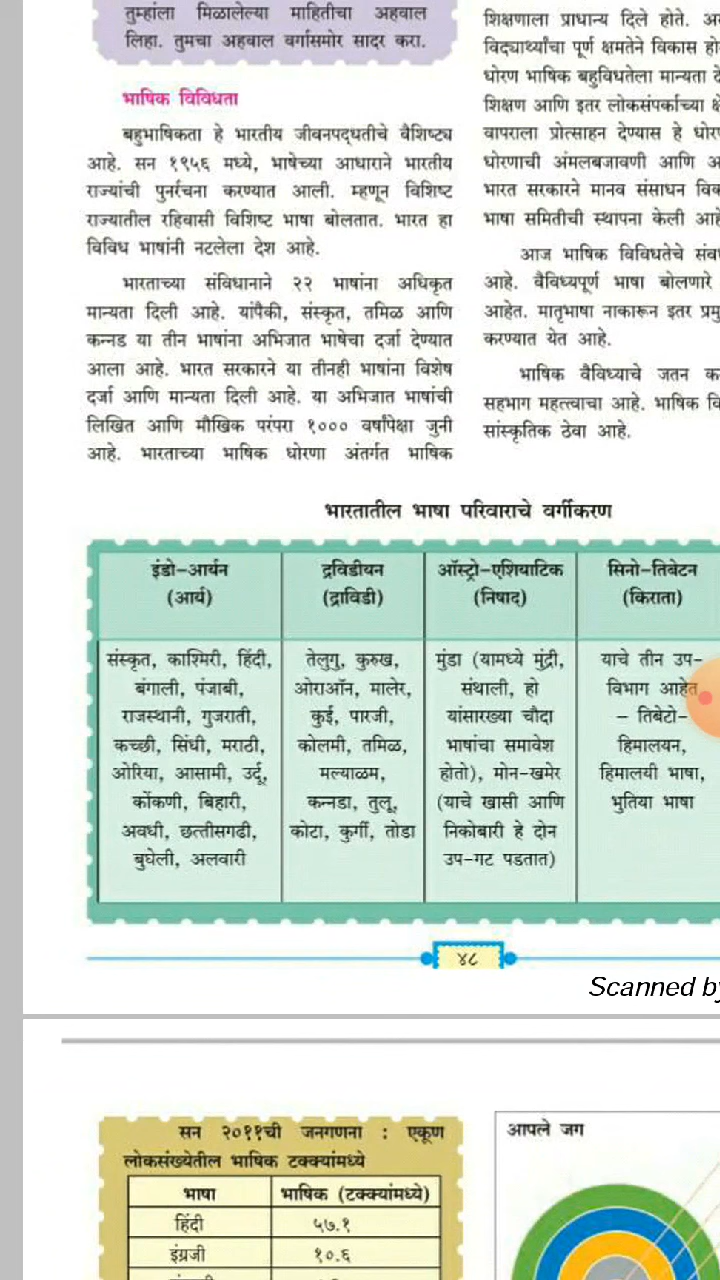 तुम्हांला मिळालेल्या माहितीचा अहवाल
लिहा. तुमचा अहवाल वर्गासमोर सादर करा.
भाषिक विविधता
बहुभाषिकता हे भारतीय जीवनपद्धतीचे वैशिष्ट्य
आहे. सन १९५६ मध्ये, भाषेच्या आधाराने भारतीय
राज्यांची पुनर्रचना करण्यात आली. म्हणून विशिष्ट
राज्यातील रहिवासी विशिष्ट भाषा बोलतात. भारत हा
विविध भाषांनी नटलेला देश आहे.
भारताच्या संविधानाने २२ भाषांना अधिकृत
मान्यता दिली आहे. यांपैकी, संस्कृत, तमिळ आणि
कन्नड या तीन भाषांना अभिजात भाषेचा दर्जा देण्यात
आला आहे. भारत सरकारने या तीनही भाषांना विशेष
दर्जा आणि मान्यता दिली आहे. या अभिजात भाषांची
लिखित आणि मौखिक परंपरा १००० वर्षांपेक्षा जुनी
आहे. भारताच्या भाषिक धोरणा अंतर्गत भाषिक
शिक्षणाला प्राधान्य दिले होते.
विद्यार्थ्यांचा पूर्ण क्षमतेने विकास
धोरण भाषिक बहुविधतेला मान्यता
शिक्षण आणि इतर लोकसंपर्काच्या
वापराला प्रोत्साहन देण्यास हे
धोरणाची अंमलबजावणी आणि
भारत सरकारने मानव संसाधन
भाषा समितीची स्थापना केली
आज भाषिक विविधतेचे
आहे. वैविध्यपूर्ण भाषा बोलणारे
आहेत. मातृभाषा नाकारून इतर
करण्यात येत आहे.
भाषिक वैविध्याचे जतन
सहभाग महत्त्वाचा आहे. भाषिक
सांस्कृतिक ठेवा आहे.
भारतातील भाषा परिवाराचे वर्गीकरण
इंडो-आर्यन
(आर्य)
संस्कृत, काश्मिरी, हिंदी,
बंगाली, पंजाबी,
राजस्थानी, गुजराती,
कच्छी, सिंधी, मराठी,
ओरिया, आसामी, उर्दू,
कोंकणी, बिहारी,
अवधी, छत्तीसगढी,
बुघेली, अलवारी
द्रविडीयन
(द्राविडी)
तेलुगु, कुरुख,
ओराऑन, मालेर,
कुई, पारजी,
कोलमी, तमिळ,
मल्याळम,
कन्नडा, तुलू,
कोटा, कुर्गी, तोडा
ऑस्ट्रो-एशियाटिक
(निषाद)
मुंडा (यामध्ये मुंद्री,
संथाली, हो
यांसारख्या चौदा
भाषांचा समावेश
होतो), मोन-खमेर
(याचे खासी आणि
निकोबारी हे दोन
उप-गट पडतात)
सिनो-तिबेटन
(किराता)
याचे तीन उप-
विभाग आहेत
- तिबेटो-
हिमालयन,
हिमालयी भाषा,
भुतिया भाषा
४८
Scanned by
सन २०११ची जनगणना : एकूण
लोकसंख्येतील भाषिक टक्क्यांमध्ये
भाषा भाषिक (टक्क्यांमध्ये)
हिंदी ५७.१
इंग्रजी १०.६
आपले जग